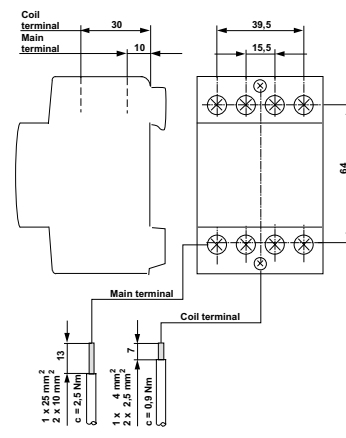 Coil
terminal
30
39,5
Main
terminal
10
15,5
64
Main terminal
Coil terminal
13
1 x 25 mm²
2 x 10 mm²
c = 2,5 Nm
7
1 x 4 mm²
2 x 2,5 mm²
c = 0,9 Nm